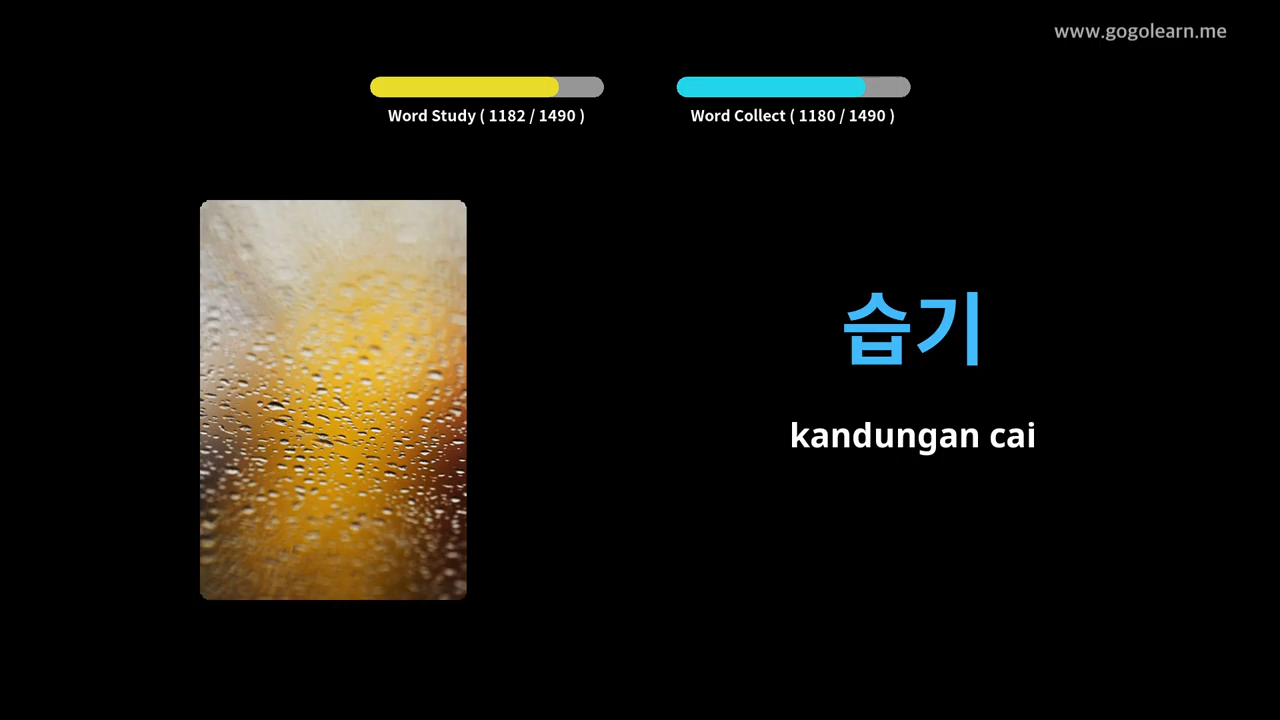 www.gogolearn.me
Word Study ( 1182 / 1490 )
Word Collect ( 1180 / 1490 )
습기
kandungan cai